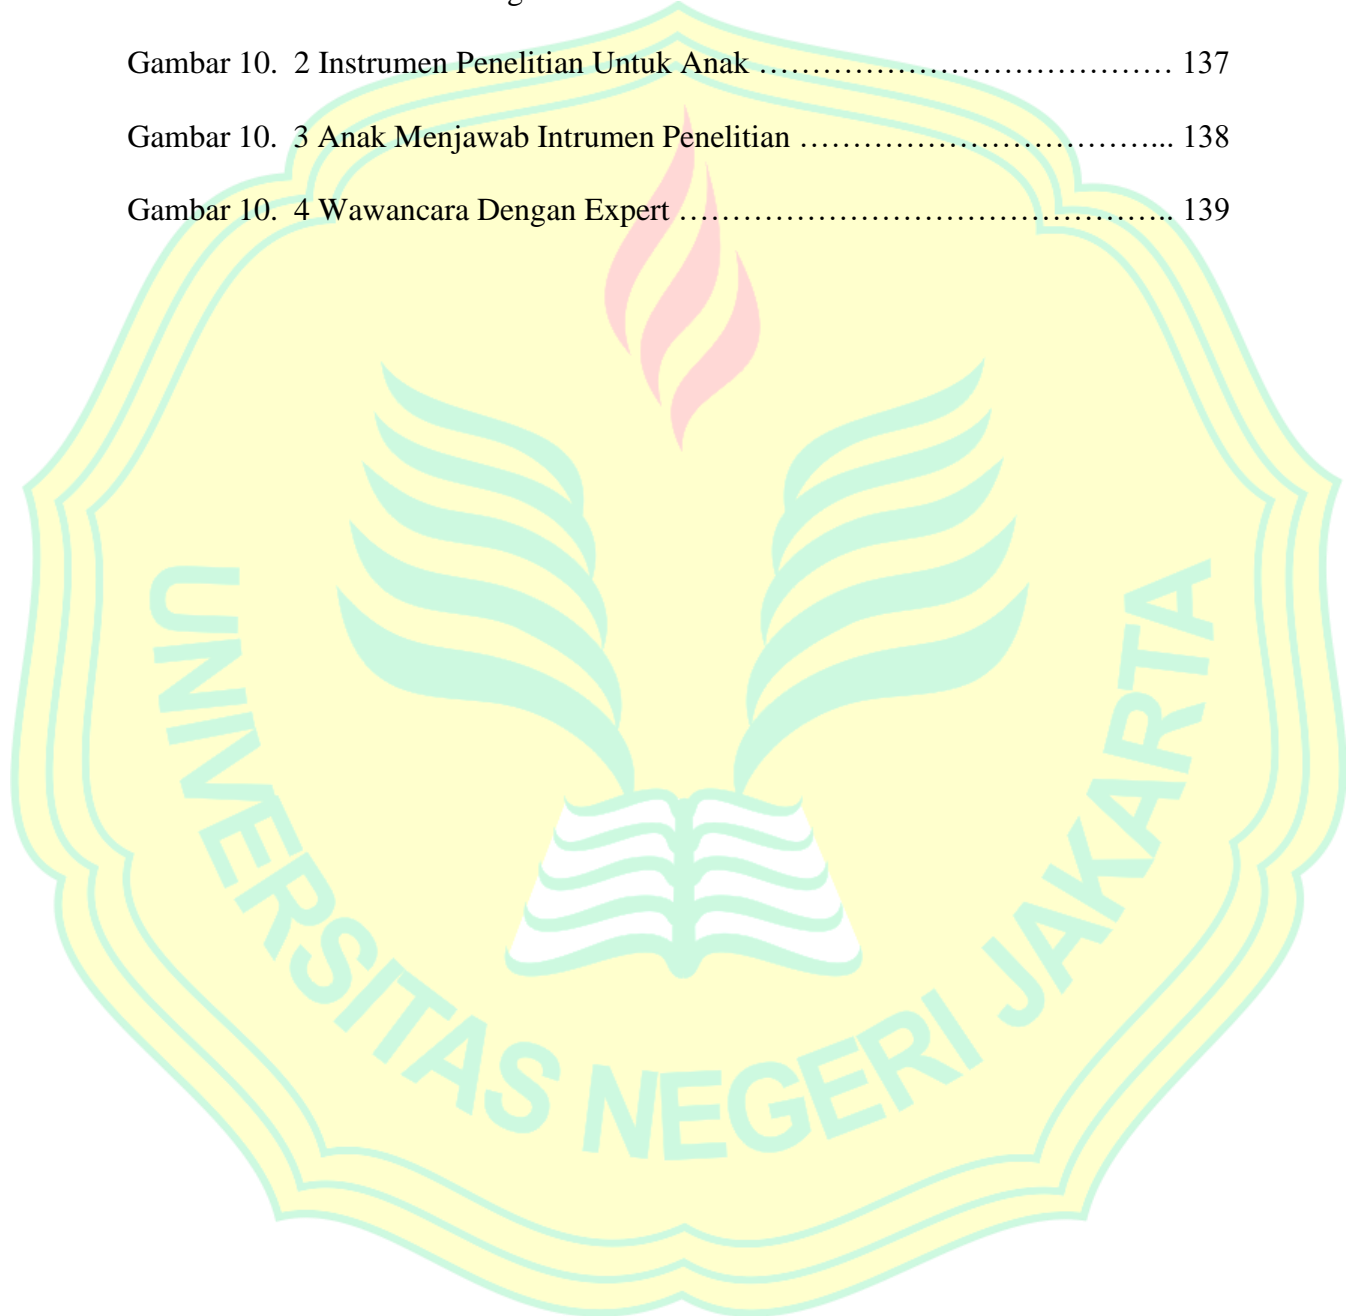 Gambar 10.  2 Instrumen Penelitian Untuk Anak ………………………………… 137
Gambar 10.  3 Anak Menjawab Intrumen Penelitian ……………………………... 138
Gambar 10.  4 Wawancara Dengan Expert ……………………………………….. 139
UNIVERSITAS NEGERI JAKARTA